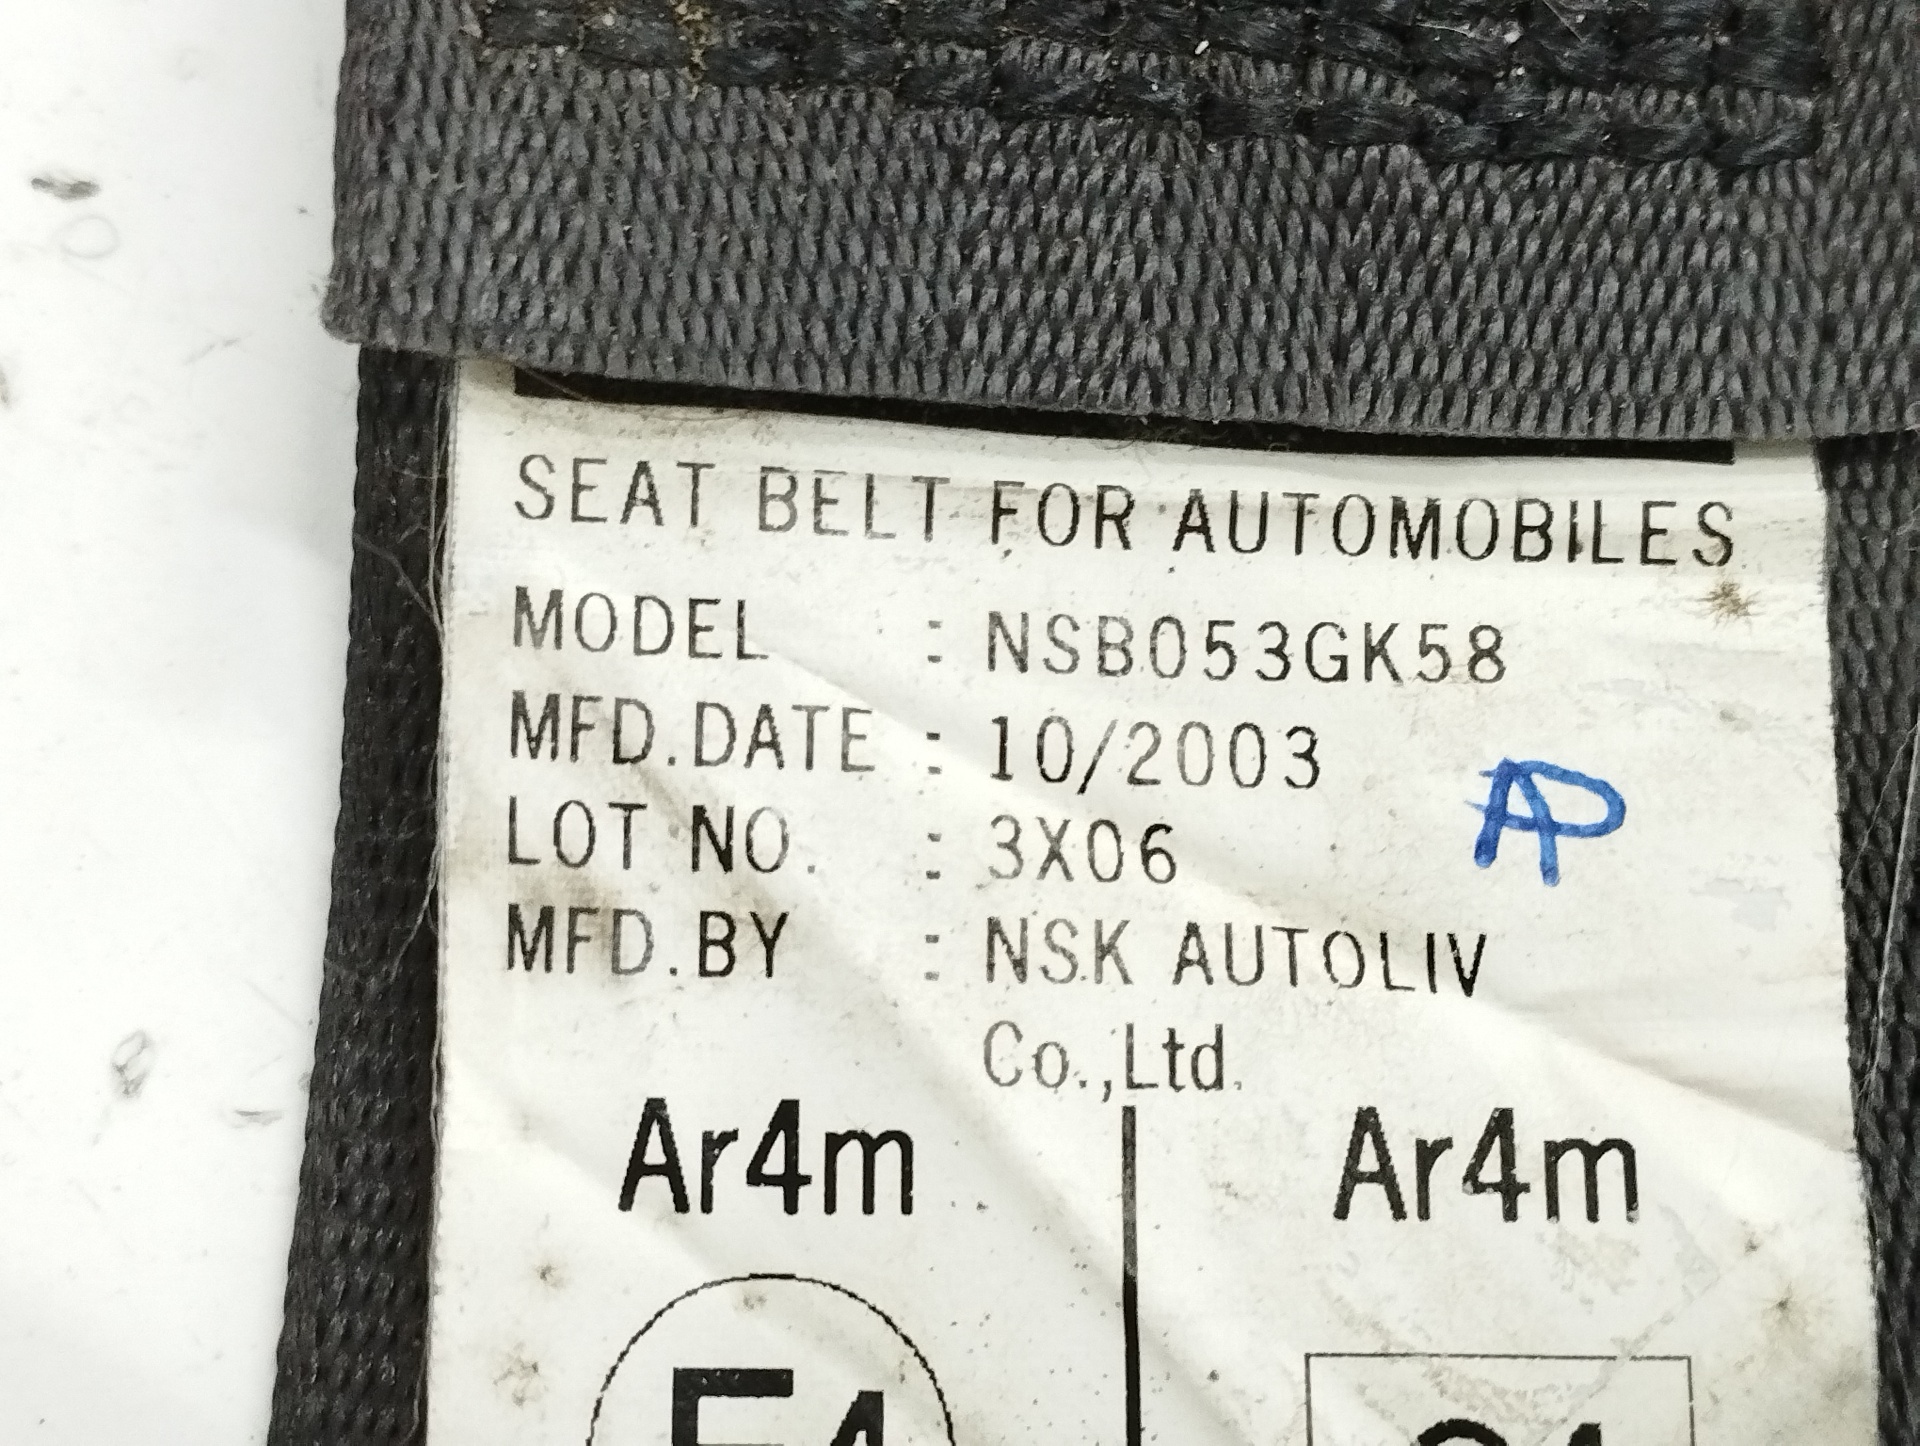 SEAT BELT FOR AUTOMOBILES
MODEL : NSB053GK58
MFD.DATE : 10/2003
AP
LOT NO. : 3X06
MFD.BY : NSK AUTOLIV
Co.,Ltd.
Ar4m Ar4m
E4